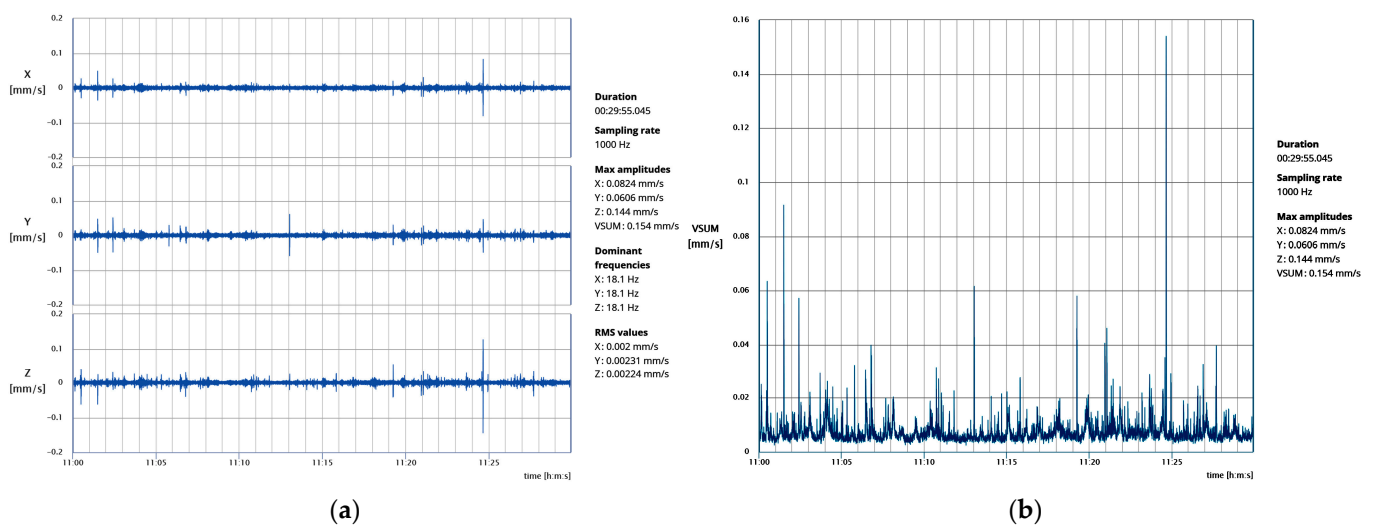 0.2
0.1
X
[mm/s]
0
−0.1
−0.2
0.2
0.1
Y
[mm/s]
0
−0.1
−0.2
0.2
0.1
Z
[mm/s]
0
−0.1
−0.2
11:00 11:05 11:10 11:15 11:20 11:25
time [h:m:s]
Duration
00:29:55.045
Sampling rate
1000 Hz
Max amplitudes
X: 0.0824 mm/s
Y: 0.0606 mm/s
Z: 0.144 mm/s
VSUM: 0.154 mm/s
Dominant
frequencies
X: 18.1 Hz
Y: 18.1 Hz
Z: 18.1 Hz
RMS values
X: 0.002 mm/s
Y: 0.00231 mm/s
Z: 0.00224 mm/s
(a)
0.16
0.14
0.12
0.1
VSUM
[mm/s]
0.08
0.06
0.04
0.02
0
11:00 11:05 11:10 11:15 11:20 11:25
time [h:m:s]
Duration
00:29:55.045
Sampling rate
1000 Hz
Max amplitudes
X: 0.0824 mm/s
Y: 0.0606 mm/s
Z: 0.144 mm/s
VSUM: 0.154 mm/s
(b)